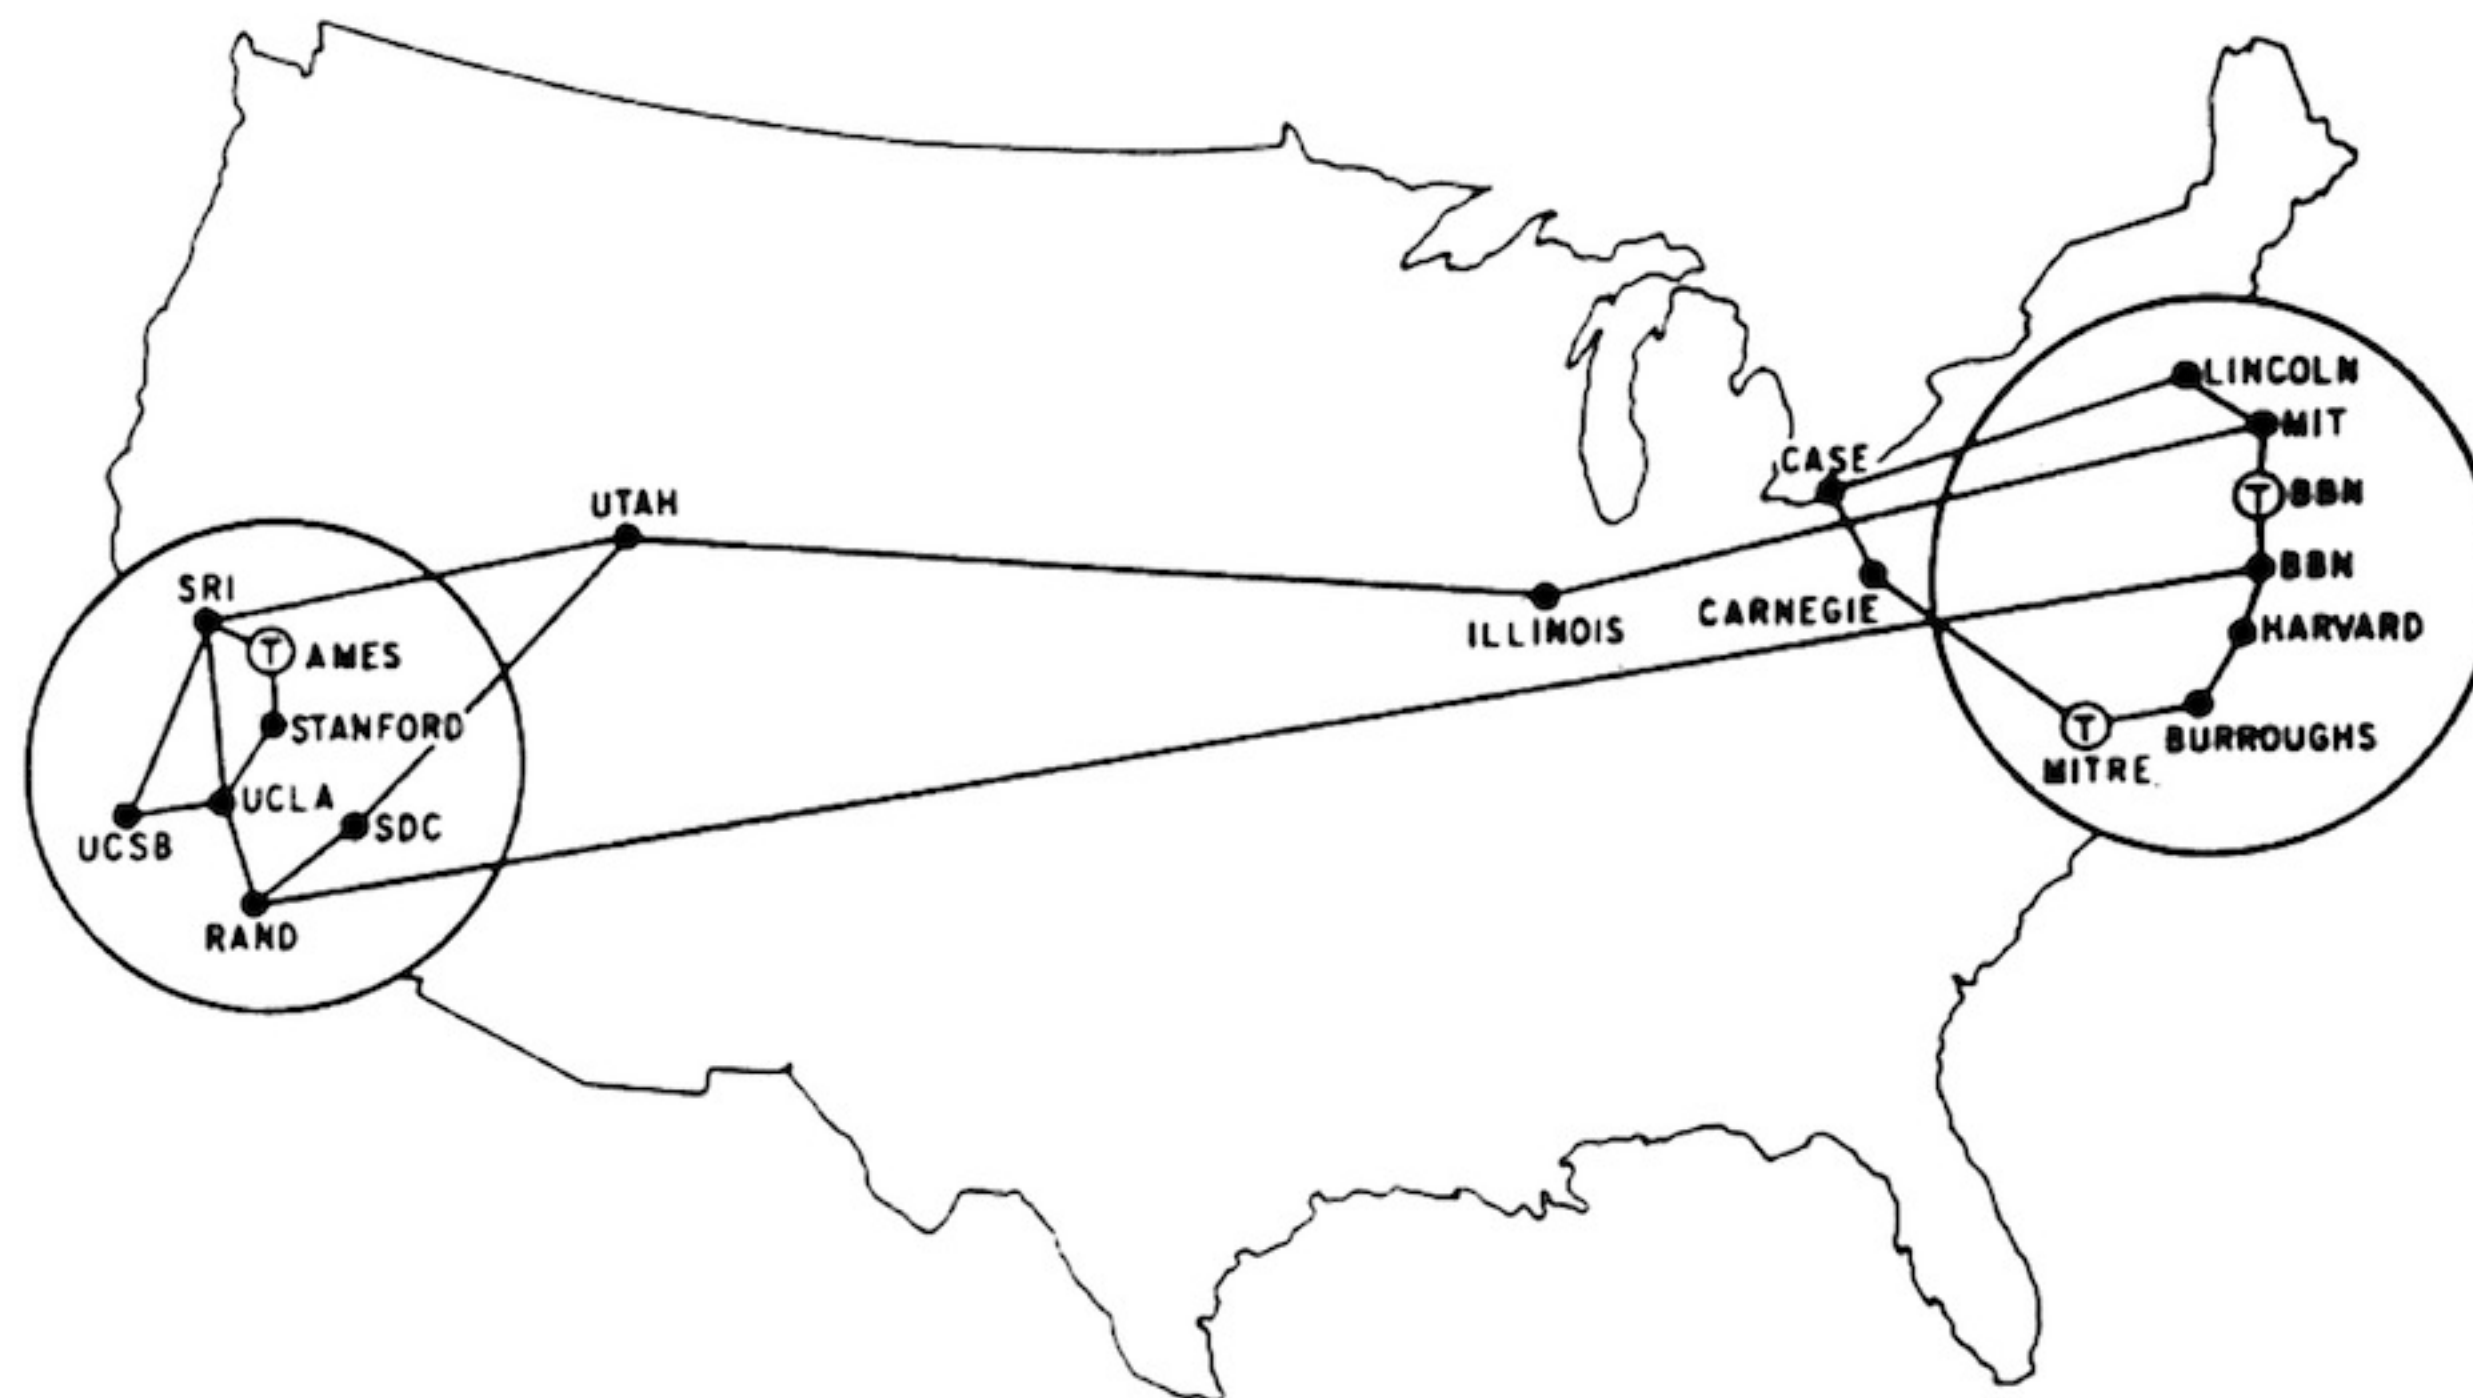 LINCOLN
MIT
T BBN
CASE
UTAH
BBN
SRI
ILLINOIS
CARNEGIE
HARVARD
T AMES
STANFORD
T
BURROUGHS
MITRE
UCLA
SDC
UCSB
RAND